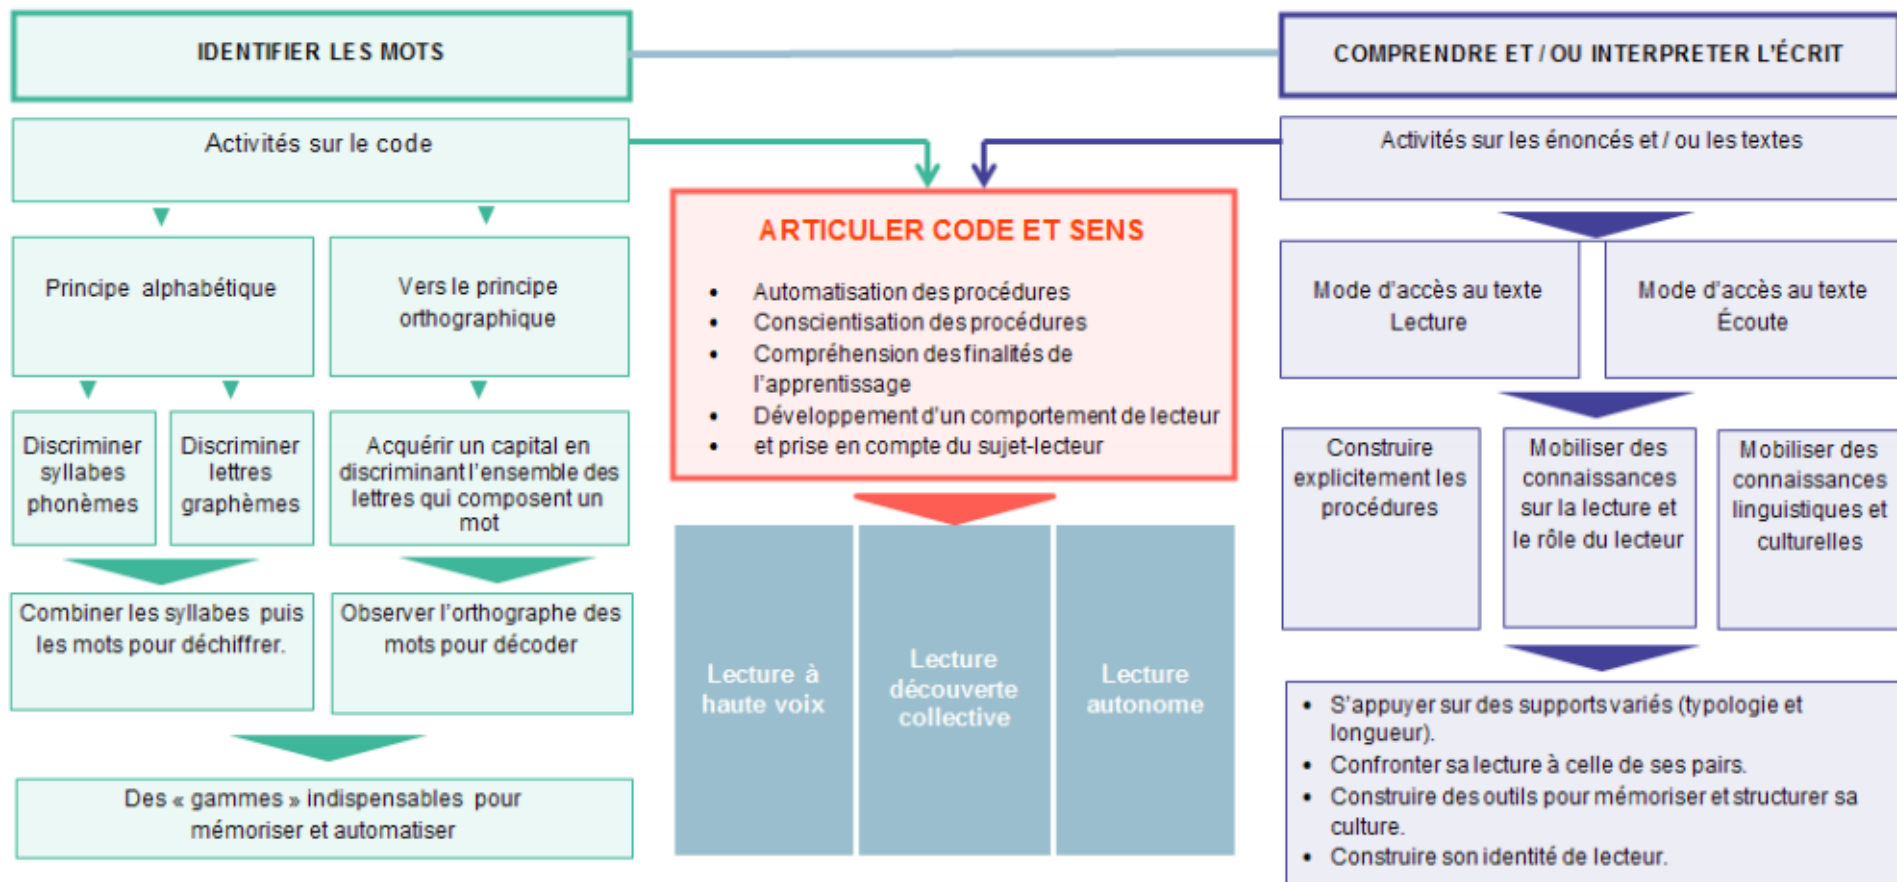 IDENTIFIER LES MOTS
Activités sur le code
Principe alphabétique
Vers le principe
orthographique
Discriminer
syllabes
phonèmes
Discriminer
lettres
graphèmes
Acquérir un capital en
discriminant l'ensemble des
lettres qui composent un
mot
Combiner les syllabes puis
les mots pour déchiffrer.
Observer l'orthographe des
mots pour décoder
Des « gammes » indispensables pour
mémoriser et automatiser
ARTICULER CODE ET SENS
• Automatisation des procédures
• Conscientisation des procédures
• Compréhension des finalités de
l'apprentissage
• Développement d'un comportement de lecteur
• et prise en compte du sujet-lecteur
Lecture à
haute voix
Lecture
découverte
collective
Lecture
autonome
COMPRENDRE ET / OU INTERPRETER L'ÉCRIT
Activités sur les énoncés et / ou les textes
Mode d'accès au texte
Lecture
Mode d'accès au texte
Écoute
Construire
explicitement les
procédures
Mobiliser des
connaissances
sur la lecture et
le rôle du lecteur
Mobiliser des
connaissances
linguistiques et
culturelles
• S'appuyer sur des supports variés (typologie et
longueur).
• Confronter sa lecture à celle de ses pairs.
• Construire des outils pour mémoriser et structurer sa
culture.
• Construire son identité de lecteur.